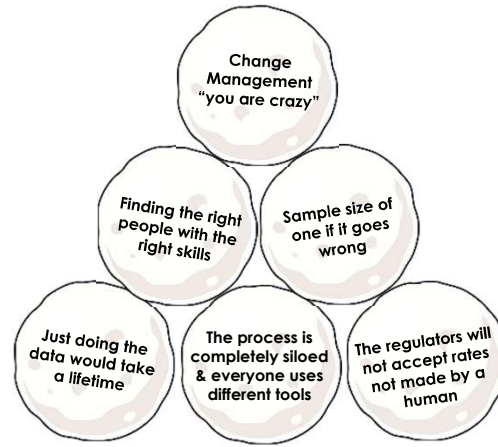 Change
Management
“you are crazy”
Finding the right
people with the
right skills
Sample size of
one if it goes
wrong
Just doing the
data would take
a lifetime
The process is
completely siloed
& everyone uses
different tools
The regulators will
not accept rates
not made by a
human